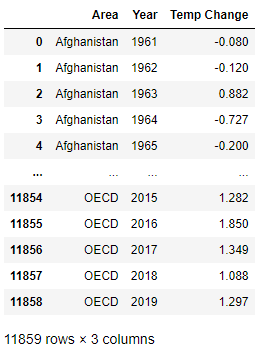 Area Year Temp Change
0 Afghanistan 1961 -0.080
1 Afghanistan 1962 -0.120
2 Afghanistan 1963 0.882
3 Afghanistan 1964 -0.727
4 Afghanistan 1965 -0.200
... ... ... ...
11854 OECD 2015 1.282
11855 OECD 2016 1.850
11856 OECD 2017 1.349
11857 OECD 2018 1.088
11858 OECD 2019 1.297
11859 rows × 3 columns